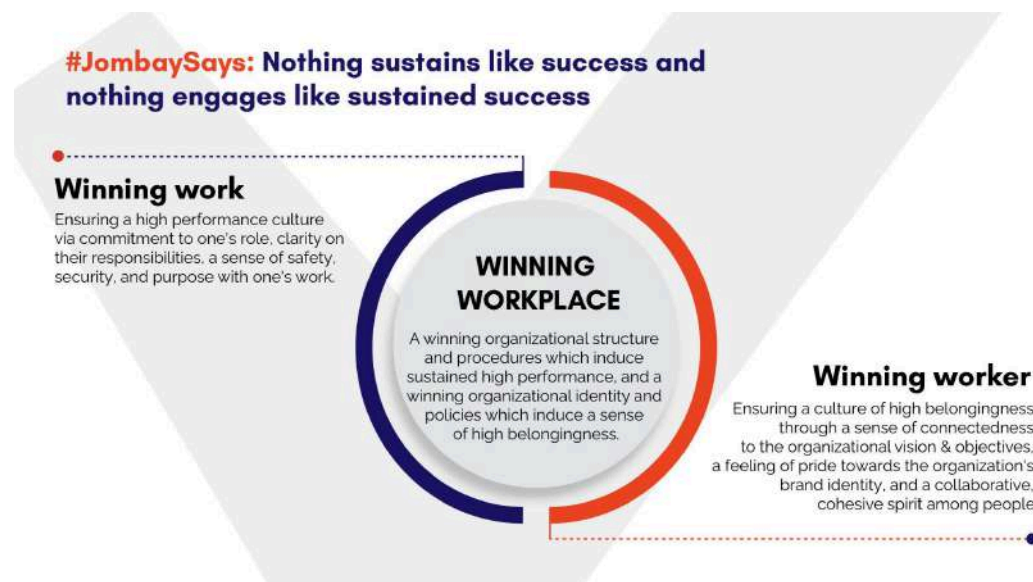 #JombaySays: Nothing sustains like success and
nothing engages like sustained success
Winning work
Ensuring a high performance culture
via commitment to one's role, clarity on
their responsibilities, a sense of safety,
security, and purpose with one's work.
WINNING
WORKPLACE
A winning organizational structure
and procedures which induce
sustained high performance, and a
winning organizational identity and
policies which induce a sense
of high belongingness.
Winning worker
Ensuring a culture of high belongingness
through a sense of connectedness
to the organizational vision & objectives,
a feeling of pride towards the organization's
brand identity, and a collaborative,
cohesive spirit among people